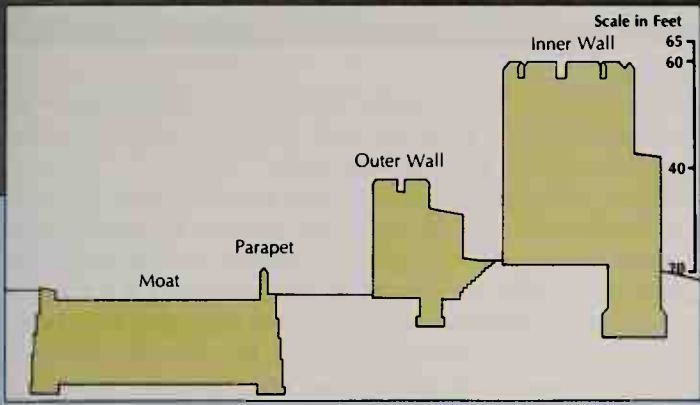 Scale in Feet
65
Inner Wall
60
Outer Wall
40
Parapet
Moat
20